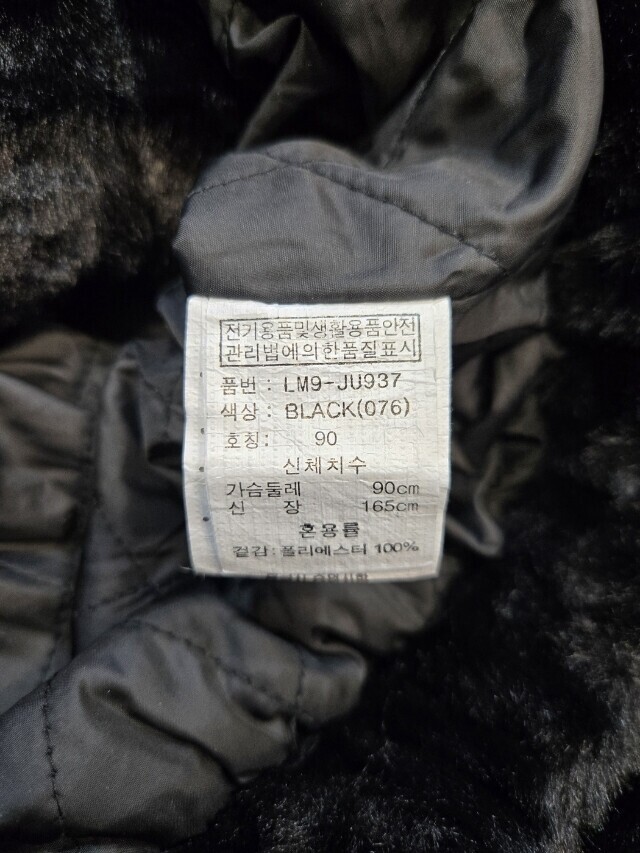 전기용품및생활용품안전
관리법에의한품질표시
품번 : LM9-JU937
색상 : BLACK(076)
호칭: 90
신체치수
가슴둘레 90cm
신 장 165cm
혼용률
겉감:폴리에스터 100%